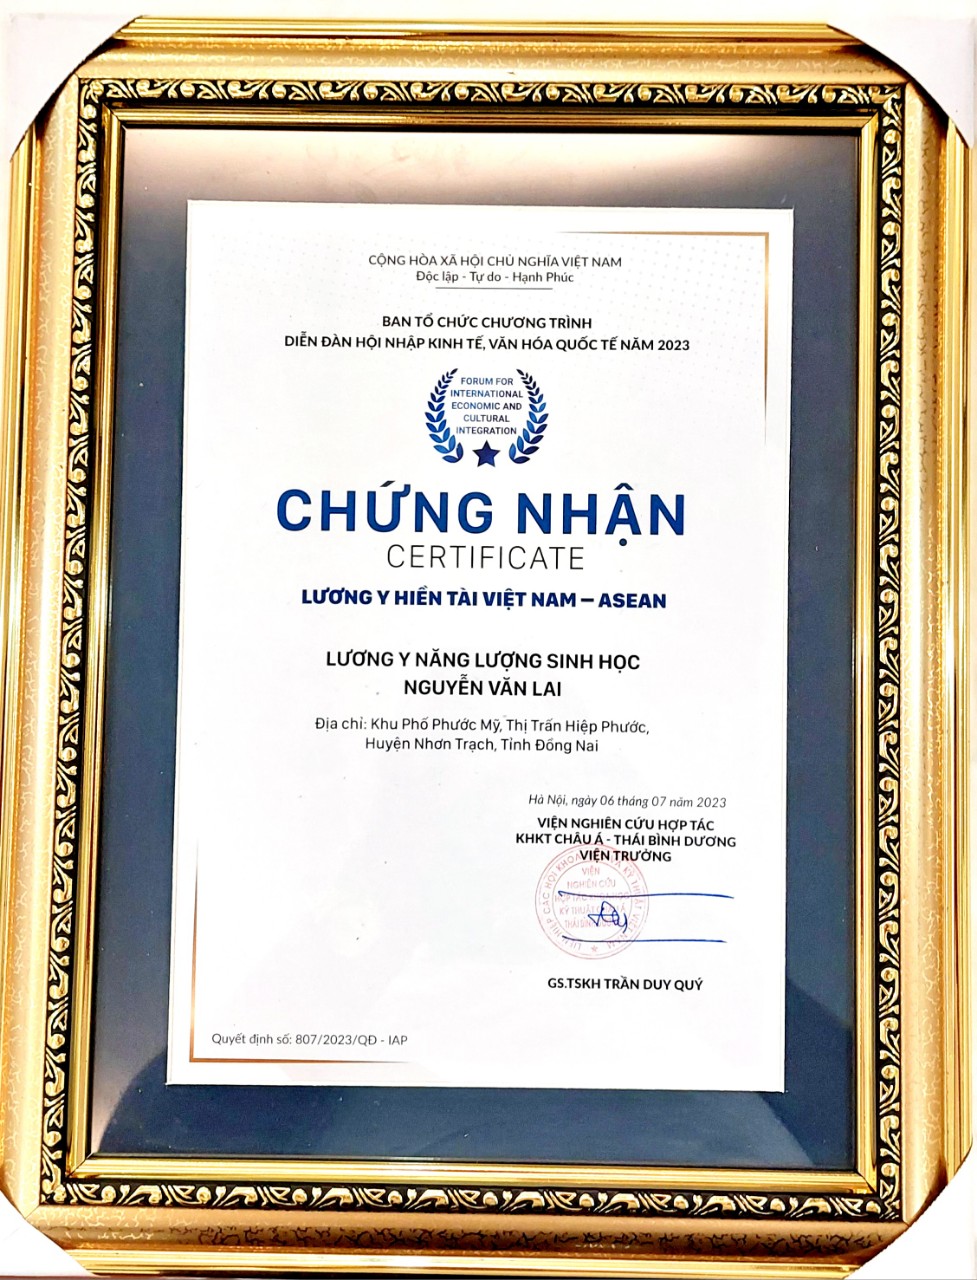 CỘNG HÒA XÃ HỘI CHỦ NGHĨA VIỆT NAM
Độc lập - Tự do - Hạnh Phúc
BAN TỔ CHỨC CHƯƠNG TRÌNH
DIỄN ĐÀN HỘI NHẬP KINH TẾ, VĂN HÓA QUỐC TẾ NĂM 2023
FORUM FOR
INTERNATIONAL
ECONOMIC AND
CULTURAL
INTEGRATION
CHỨNG NHẬN
CERTIFICATE
LƯƠNG Y HIỀN TÀI VIỆT NAM – ASEAN
LƯƠNG Y NĂNG LƯỢNG SINH HỌC
NGUYỄN VĂN LAI
Địa chỉ: Khu Phố Phước Mỹ, Thị Trấn Hiệp Phước,
Huyện Nhơn Trạch, Tỉnh Đồng Nai
Hà Nội, ngày 06 tháng 07 năm 2023
VIỆN NGHIÊN CỨU HỢP TÁC
KHKT CHÂU Á - THÁI BÌNH DƯƠNG
VIỆN TRƯỞNG
VIỆN
NGHIÊN CỨU
GS.TSKH TRẦN DUY QUÝ
Quyết định số: 807/2023/QĐ - IAP